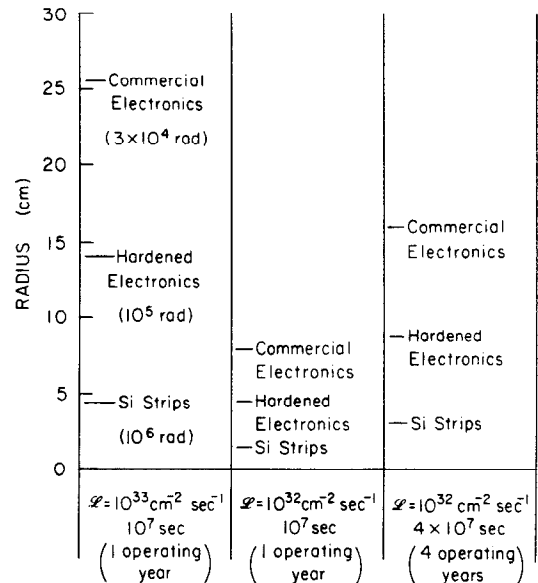 30
25
20
15
10
5
0
RADIUS (cm)
Commercial
Electronics
(3×10⁴ rad)
Hardened
Electronics
(10⁵ rad)
Si Strips
(10⁶ rad)
ℒ=10³³cm⁻² sec⁻¹
10⁷ sec
(1 operating
year)
Commercial
Electronics
Hardened
Electronics
Si Strips
ℒ=10³²cm⁻² sec⁻¹
10⁷sec
(1 operating
year)
Commercial
Electronics
Hardened
Electronics
Si Strips
ℒ=10³² cm⁻² sec⁻¹
4 × 10⁷ sec
(4 operating
years)